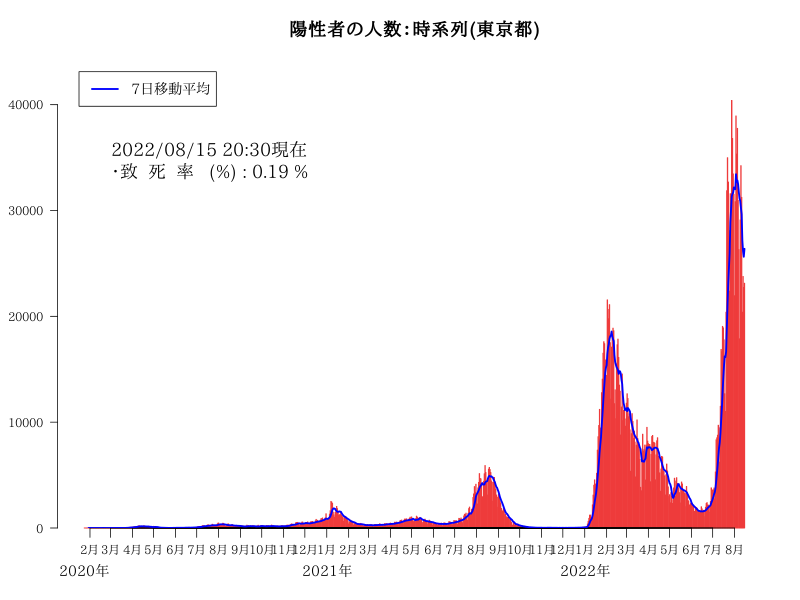 陽性者の人数:時系列(東京都)
7日移動平均
40000
2022/08/15 20:30現在
・致 死 率 (%) : 0.19 %
30000
20000
10000
0
2月 3月 4月 5月 6月 7月 8月 9月 10月 11月 12月 1月 2月 3月 4月 5月 6月 7月 8月 9月 10月 11月 12月 1月 2月 3月 4月 5月 6月 7月 8月
2020年 2021年 2022年